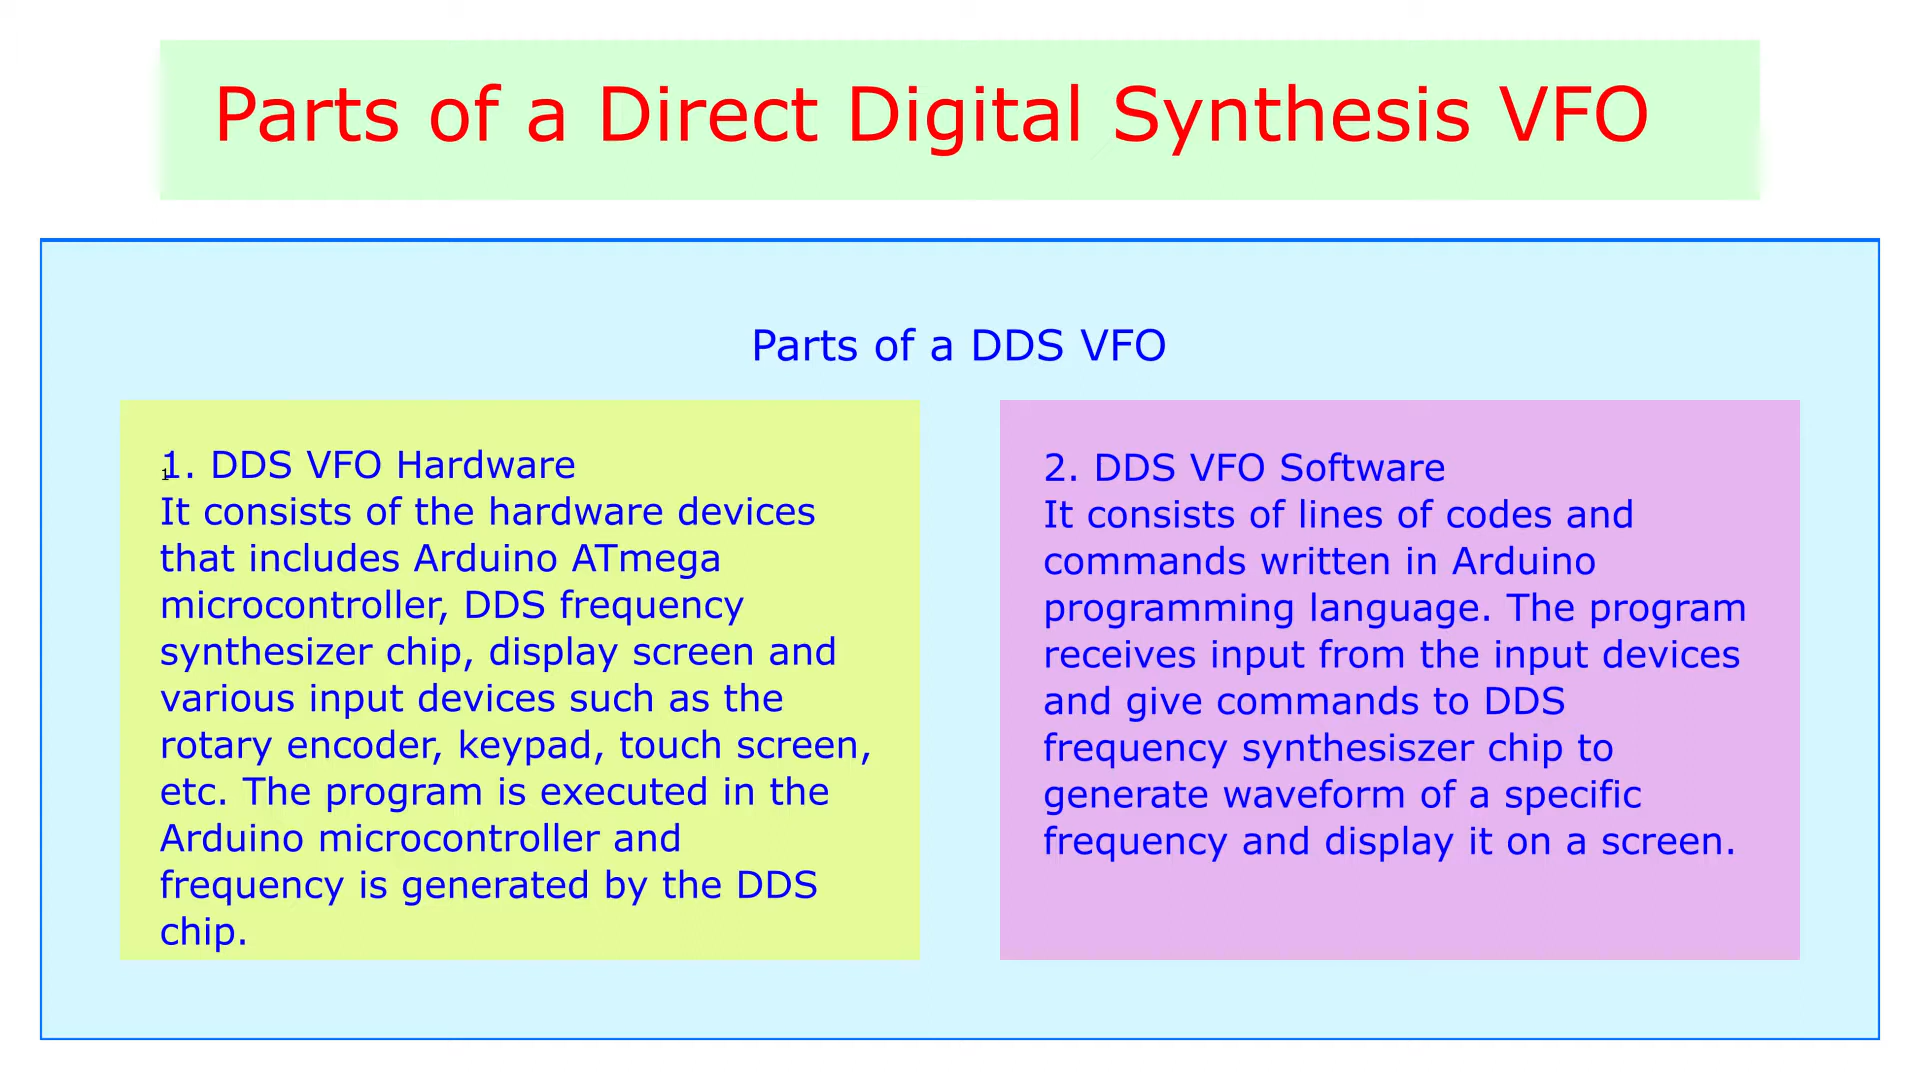 Parts of a Direct Digital Synthesis VFO
Parts of a DDS VFO
1. DDS VFO Hardware
1
It consists of the hardware devices
that includes Arduino ATmega
microcontroller, DDS frequency
synthesizer chip, display screen and
various input devices such as the
rotary encoder, keypad, touch screen,
etc. The program is executed in the
Arduino microcontroller and
frequency is generated by the DDS
chip.
2. DDS VFO Software
It consists of lines of codes and
commands written in Arduino
programming language. The program
receives input from the input devices
and give commands to DDS
frequency synthesiszer chip to
generate waveform of a specific
frequency and display it on a screen.